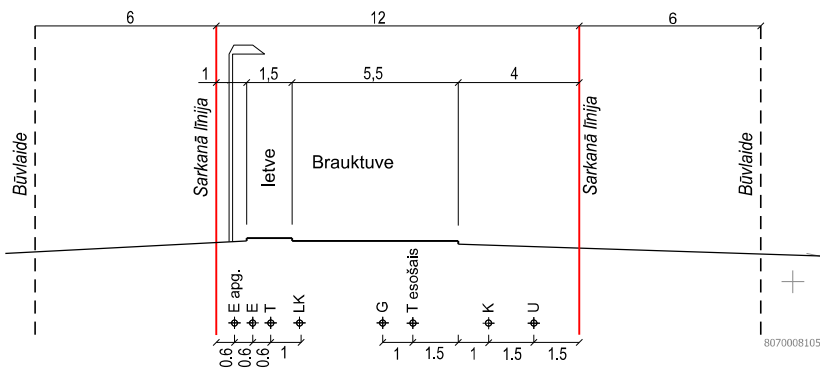 6 12 6
1 1,5 5,5 4
Būvlaide
Sarkanā līnija
Ietve
Brauktuve
Sarkanā līnija
Būvlaide
E apg.
E
T
LK
G
T esošais
K
U
0.6 0.6 0.6 1 1 1.5 1 1.5 1.5
8070008105